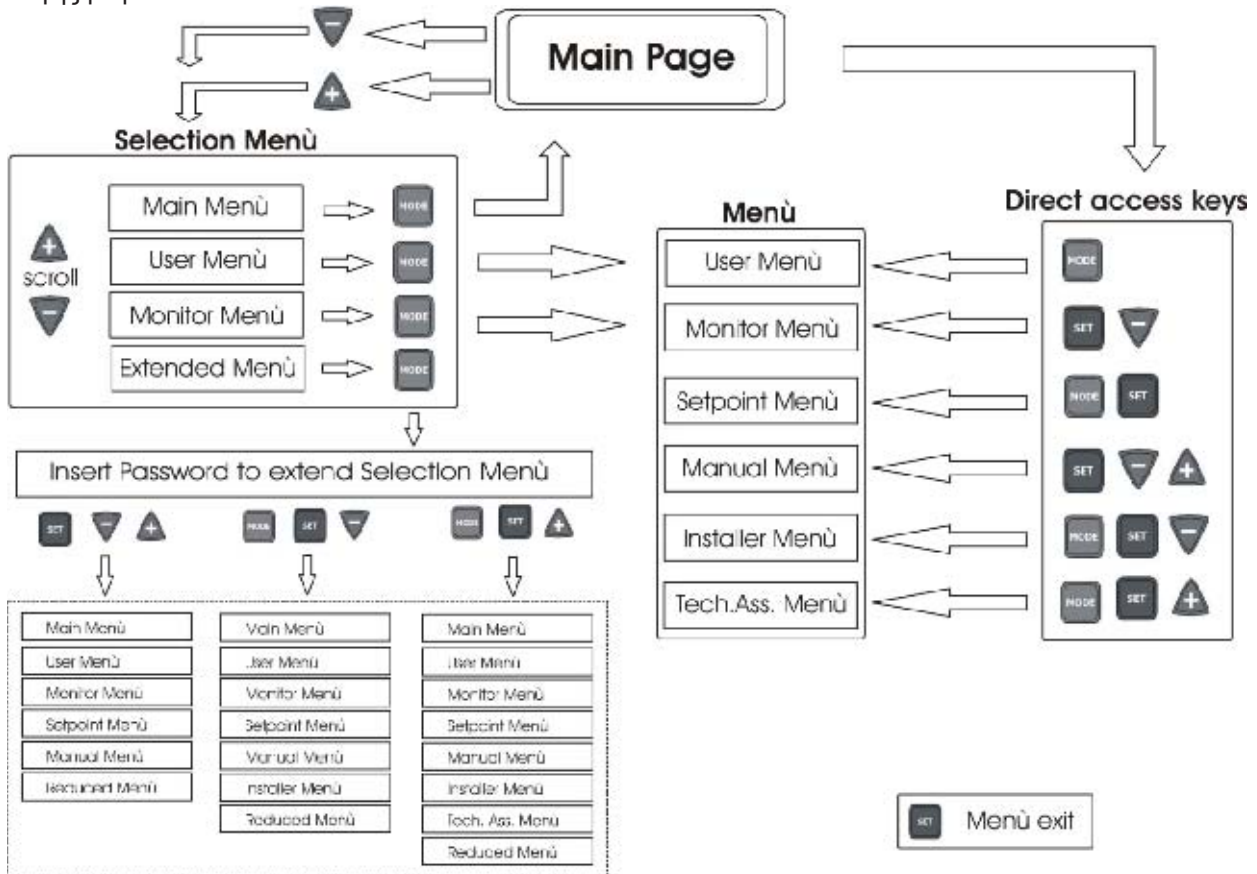 Main Page
Selection Menù
Main Menù
MODE
User Menù
MODE
scroll
Monitor Menù
MODE
Extended Menù
MODE
Insert Password to extend Selection Menù
SET
MODE
SET
MODE
SET
Main Menù
User Menù
Monitor Menù
Setpoint Menù
Manual Menù
Reduced Menù
Main Menù
User Menù
Monitor Menù
Setpoint Menù
Manual Menù
Installer Menù
Reduced Menù
Main Menù
User Menù
Monitor Menù
Setpoint Menù
Manual Menù
Installer Menù
Tech. Ass. Menù
Reduced Menù
Menù
User Menù
Monitor Menù
Setpoint Menù
Manual Menù
Installer Menù
Tech.Ass. Menù
Direct access keys
MODE
SET
MODE SET
SET
MODE SET
MODE SET
SET Menù exit